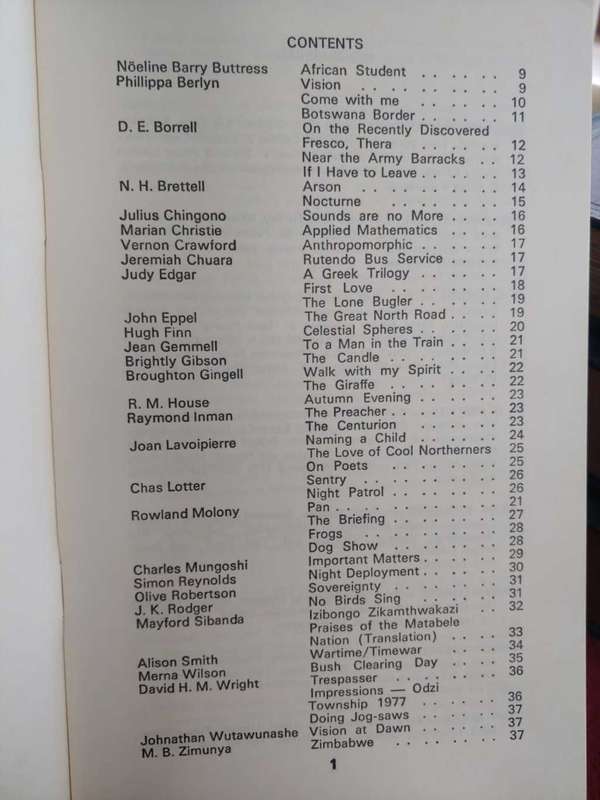 CONTENTS
Nöeline Barry Buttress African Student . . . . . . 9
Phillippa Berlyn Vision . . . . . . . . 9
Come with me . . . . . . 10
Botswana Border . . . . . 11
D. E. Borrell On the Recently Discovered
Fresco, Thera . . . . . 12
Near the Army Barracks . . 12
If I Have to Leave . . . . . 13
N. H. Brettell Arson . . . . . . . . 14
Nocturne . . . . . . . 15
Julius Chingono Sounds are no More . . . . 16
Marian Christie Applied Mathematics . . . . 16
Vernon Crawford Anthropomorphic . . . . . 17
Jeremiah Chuara Rutendo Bus Service . . . . 17
Judy Edgar A Greek Trilogy . . . . . 17
First Love . . . . . . . 18
The Lone Bugler . . . . . . 19
John Eppel The Great North Road . . . . 19
Hugh Finn Celestial Spheres . . . . . 20
Jean Gemmell To a Man in the Train . . . . 21
Brightly Gibson The Candle . . . . . . . 21
Broughton Gingell Walk with my Spirit . . . . 22
The Giraffe . . . . . . . 22
R. M. House Autumn Evening . . . . . . 23
Raymond Inman The Preacher . . . . . . . 23
The Centurion . . . . . . 23
Joan Lavoipierre Naming a Child . . . . . . 24
The Love of Cool Northerners 25
On Poets . . . . . . . 25
Chas Lotter Sentry . . . . . . . . 26
Night Patrol . . . . . . . 26
Rowland Molony Pan . . . . . . . . . 21
The Briefing . . . . . . . 27
Frogs . . . . . . . . 28
Dog Show . . . . . . . 28
Charles Mungoshi Important Matters . . . . . 29
Simon Reynolds Night Deployment . . . . . 30
Olive Robertson Sovereignty . . . . . . 31
J. K. Rodger No Birds Sing . . . . . . 31
Mayford Sibanda Izibongo Zikamthwakazi . . 32
Praises of the Matabele
Nation (Translation) . . . . 33
Alison Smith Wartime/Timewar . . . . . 34
Merna Wilson Bush Clearing Day . . . . 35
David H. M. Wright Trespasser . . . . . . . 36
Impressions — Odzi
Township 1977 . . . . . 36
Doing Jog-saws . . . . . 37
Johnathan Wutawunashe Vision at Dawn . . . . . 37
M. B. Zimunya Zimbabwe . . . . . . . 37
1